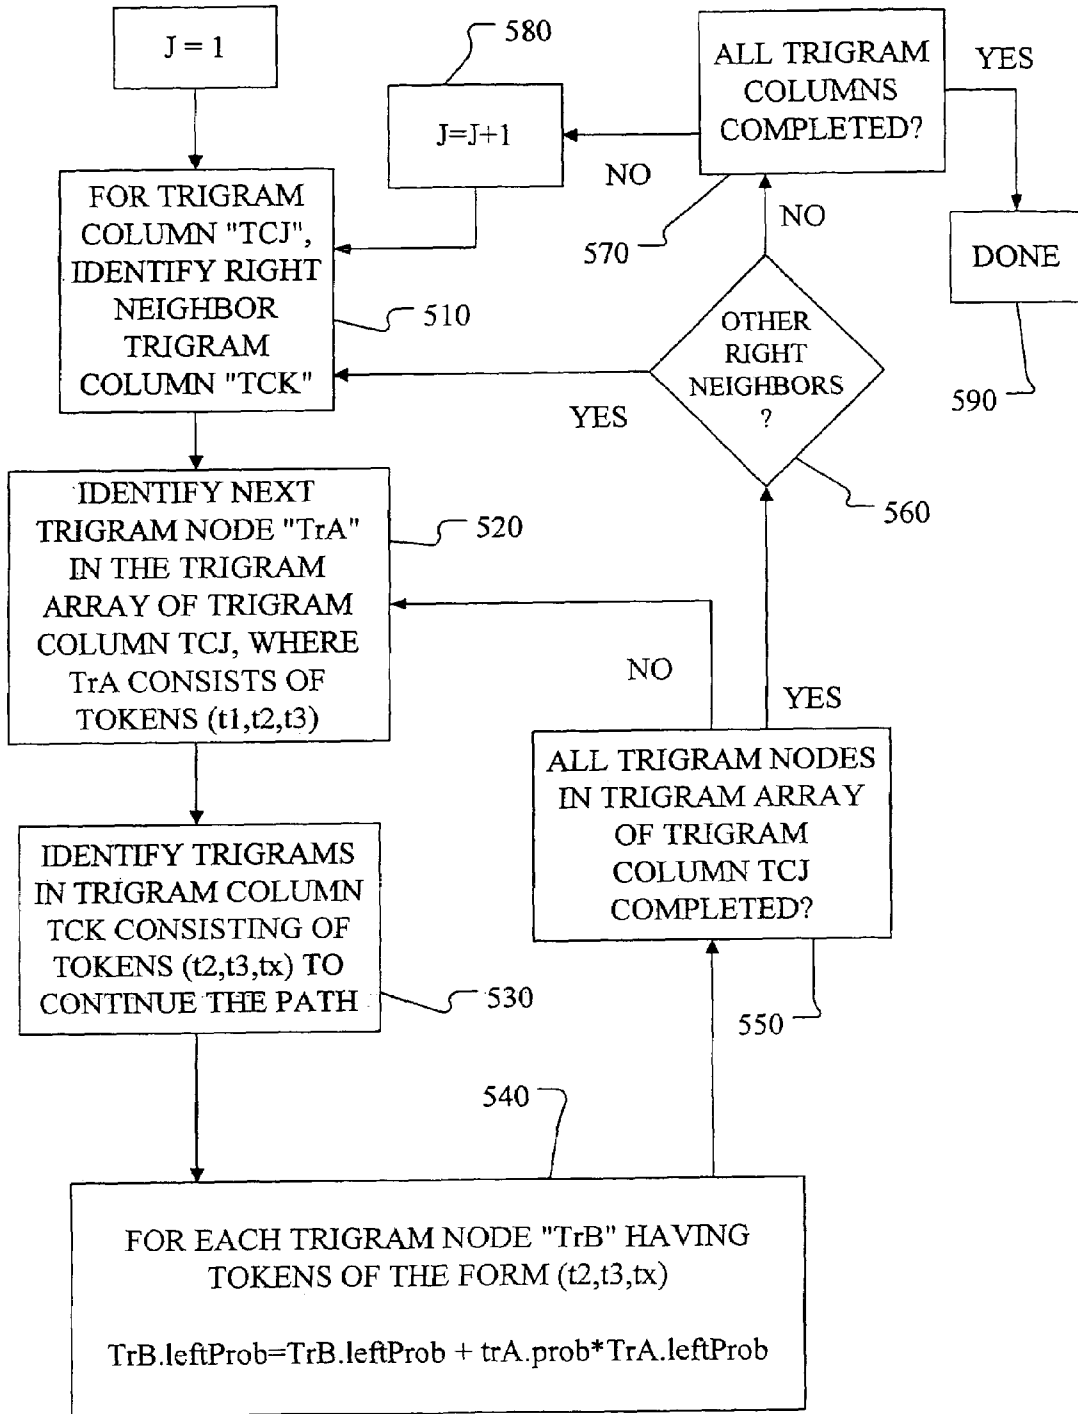 J = 1
580
J=J+1
ALL TRIGRAM
COLUMNS
COMPLETED?
YES
NO
570
NO
DONE
590
FOR TRIGRAM
COLUMN "TCJ",
IDENTIFY RIGHT
NEIGHBOR
TRIGRAM
COLUMN "TCK"
510
OTHER
RIGHT
NEIGHBORS
?
YES
560
IDENTIFY NEXT
TRIGRAM NODE "TrA"
IN THE TRIGRAM
ARRAY OF TRIGRAM
COLUMN TCJ, WHERE
TrA CONSISTS OF
TOKENS (t1,t2,t3)
520
NO
YES
ALL TRIGRAM NODES
IN TRIGRAM ARRAY
OF TRIGRAM
COLUMN TCJ
COMPLETED?
550
IDENTIFY TRIGRAMS
IN TRIGRAM COLUMN
TCK CONSISTING OF
TOKENS (t2,t3,tx) TO
CONTINUE THE PATH
530
540
FOR EACH TRIGRAM NODE "TrB" HAVING
TOKENS OF THE FORM (t2,t3,tx)
TrB.leftProb=TrB.leftProb + trA.prob*TrA.leftProb